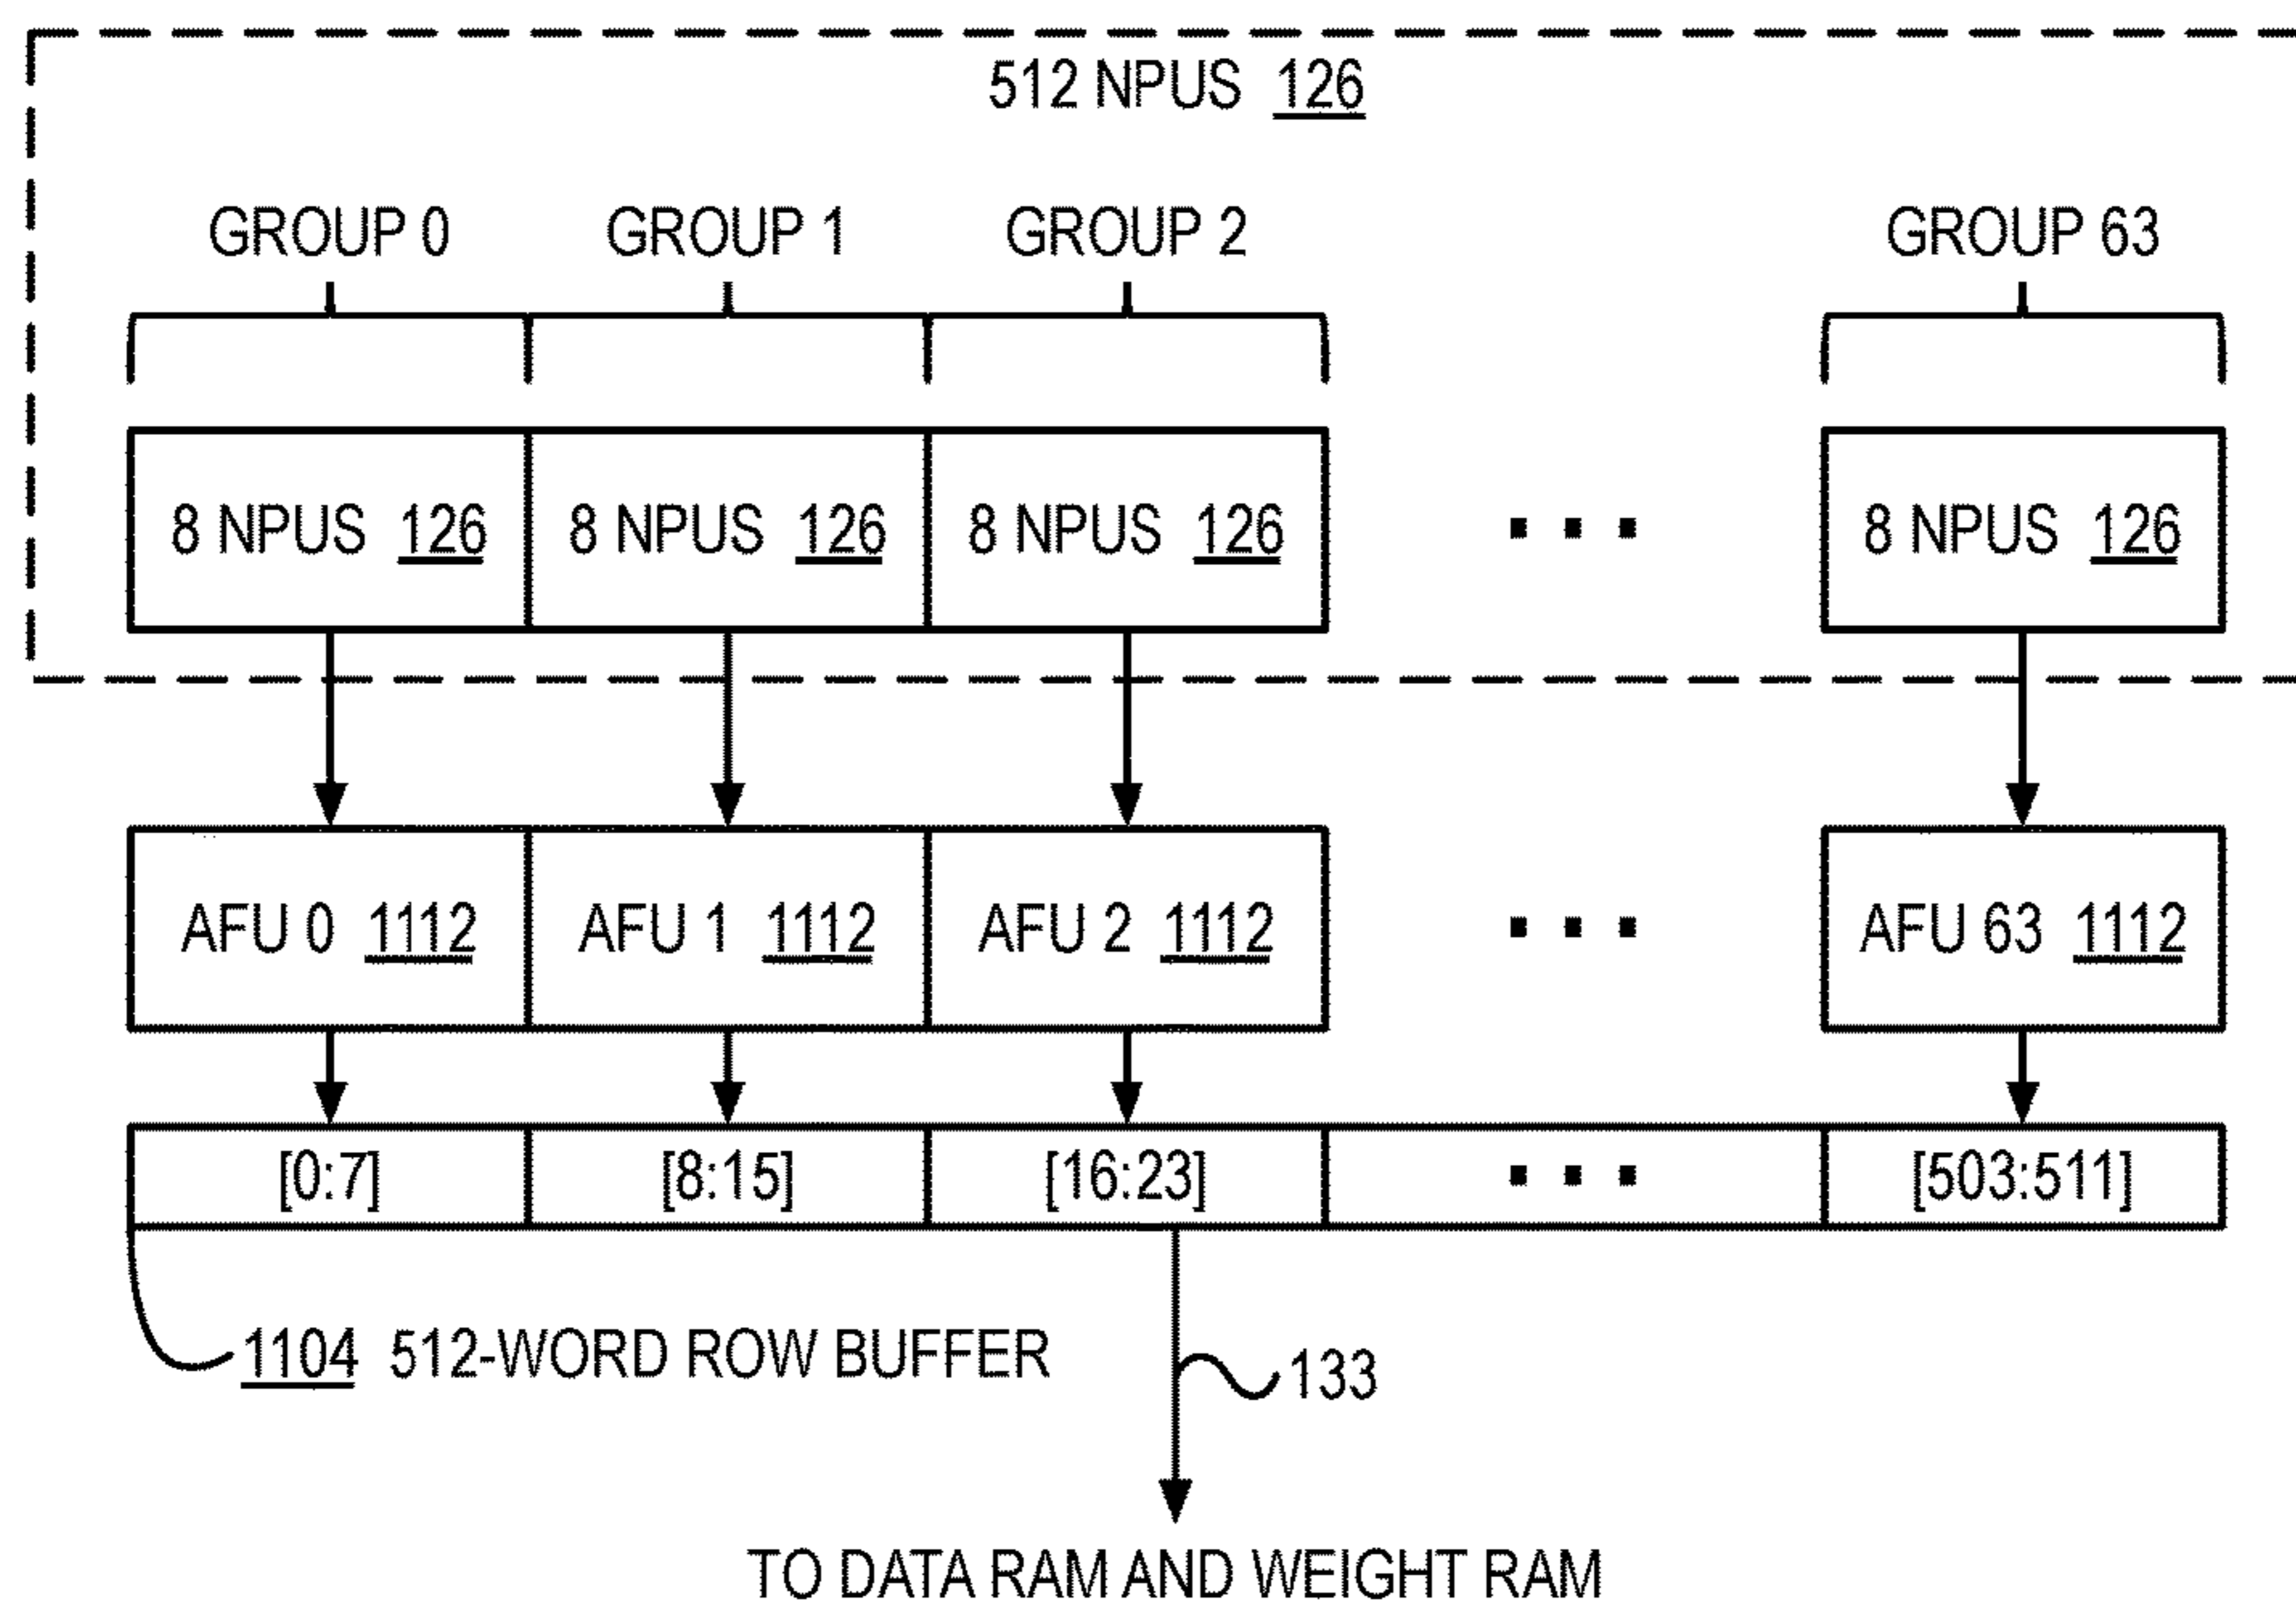 512 NPUS 126
GROUP 0 GROUP 1 GROUP 2 GROUP 63
8 NPUS 126 8 NPUS 126 8 NPUS 126 8 NPUS 126
AFU 0 1112 AFU 1 1112 AFU 2 1112 AFU 63 1112
[0:7] [8:15] [16:23] [503:511]
1104 512-WORD ROW BUFFER
133
TO DATA RAM AND WEIGHT RAM